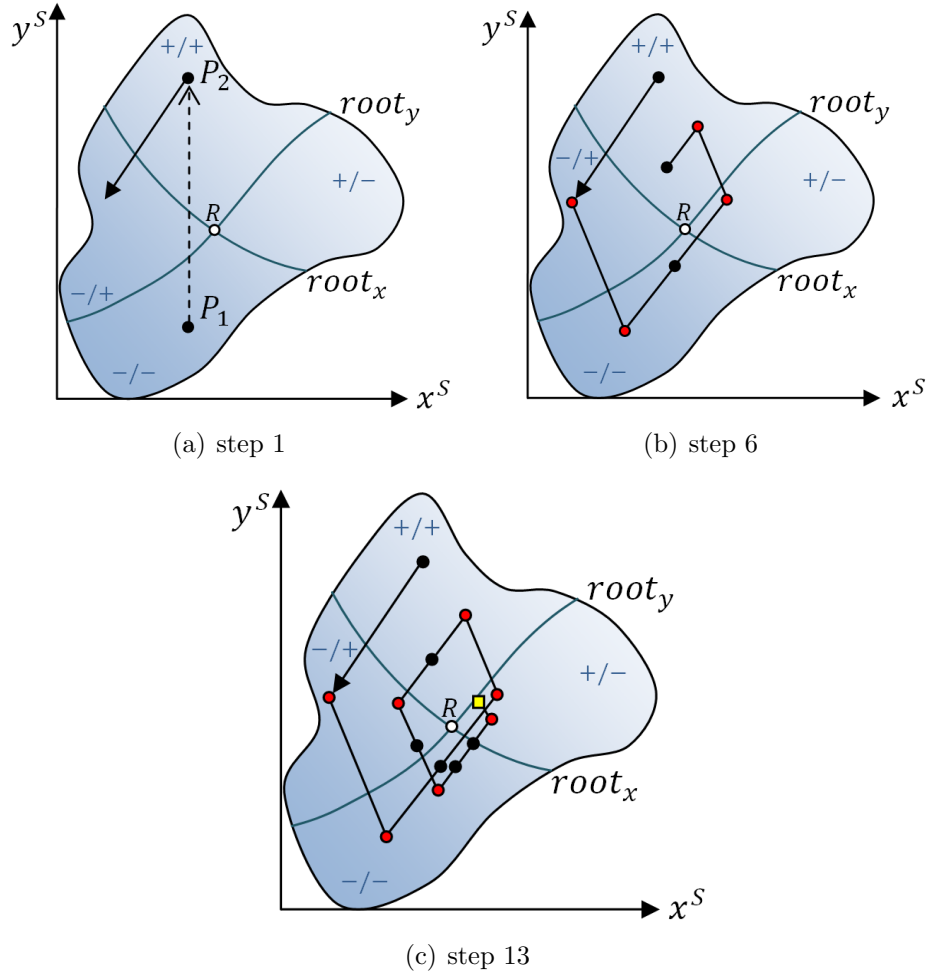 y^S
+/+
P_2
root_y
+/−
R
root_x
−/+
P_1
−/−
x^S
(a) step 1
y^S
+/+
root_y
−/+
+/−
R
root_x
−/−
x^S
(b) step 6
y^S
+/+
root_y
−/+
+/−
R
root_x
−/−
x^S
(c) step 13